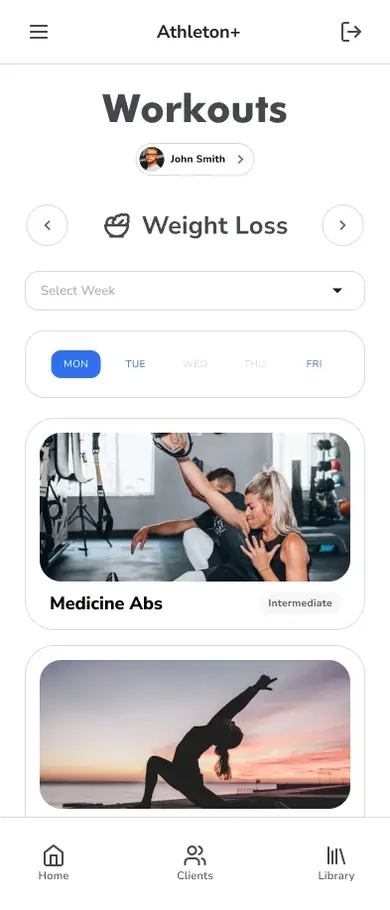 Athleton+
Workouts
John Smith
Weight Loss
Select Week
MON TUE WED THU FRI
Medicine Abs
Intermediate
Home Clients Library